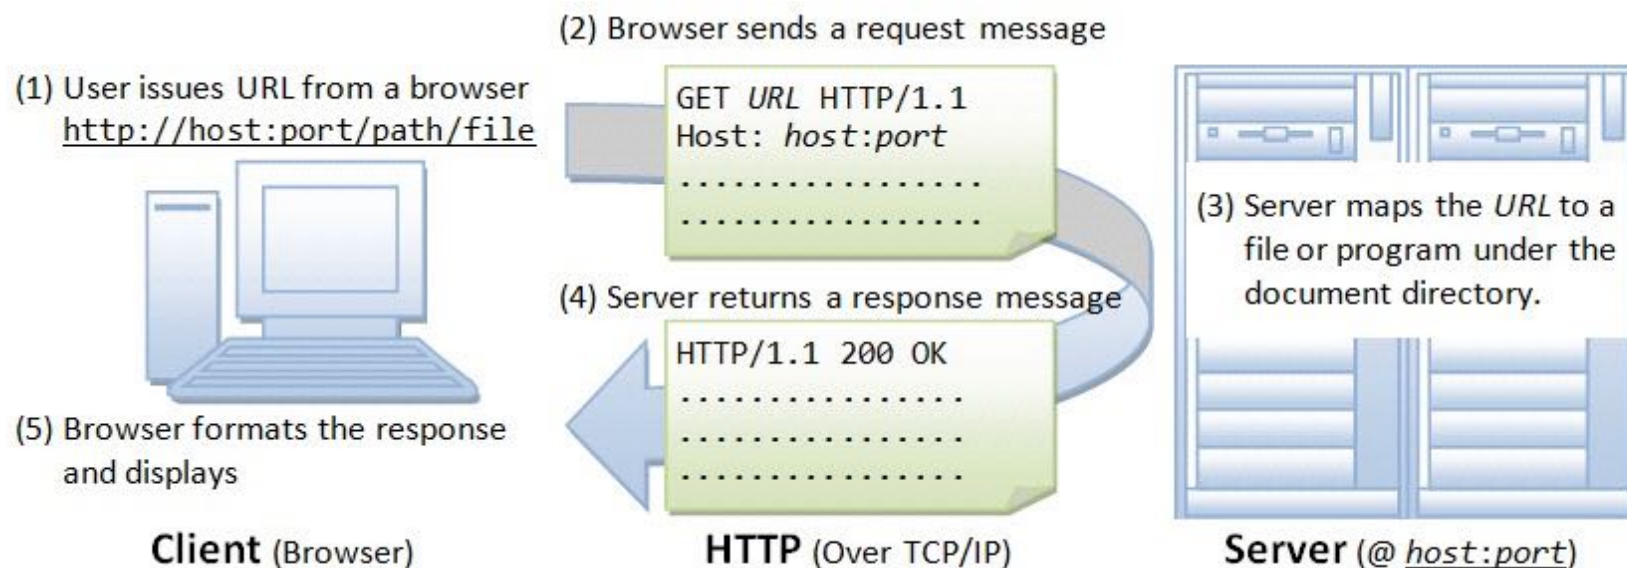 (1) User issues URL from a browser
http://host:port/path/file
(2) Browser sends a request message
GET URL HTTP/1.1
Host: host:port
..................
..................
(3) Server maps the URL to a
file or program under the
document directory.
(4) Server returns a response message
HTTP/1.1 200 OK
.................
.................
.................
(5) Browser formats the response
and displays
Client (Browser)
HTTP (Over TCP/IP)
Server (@ host:port)